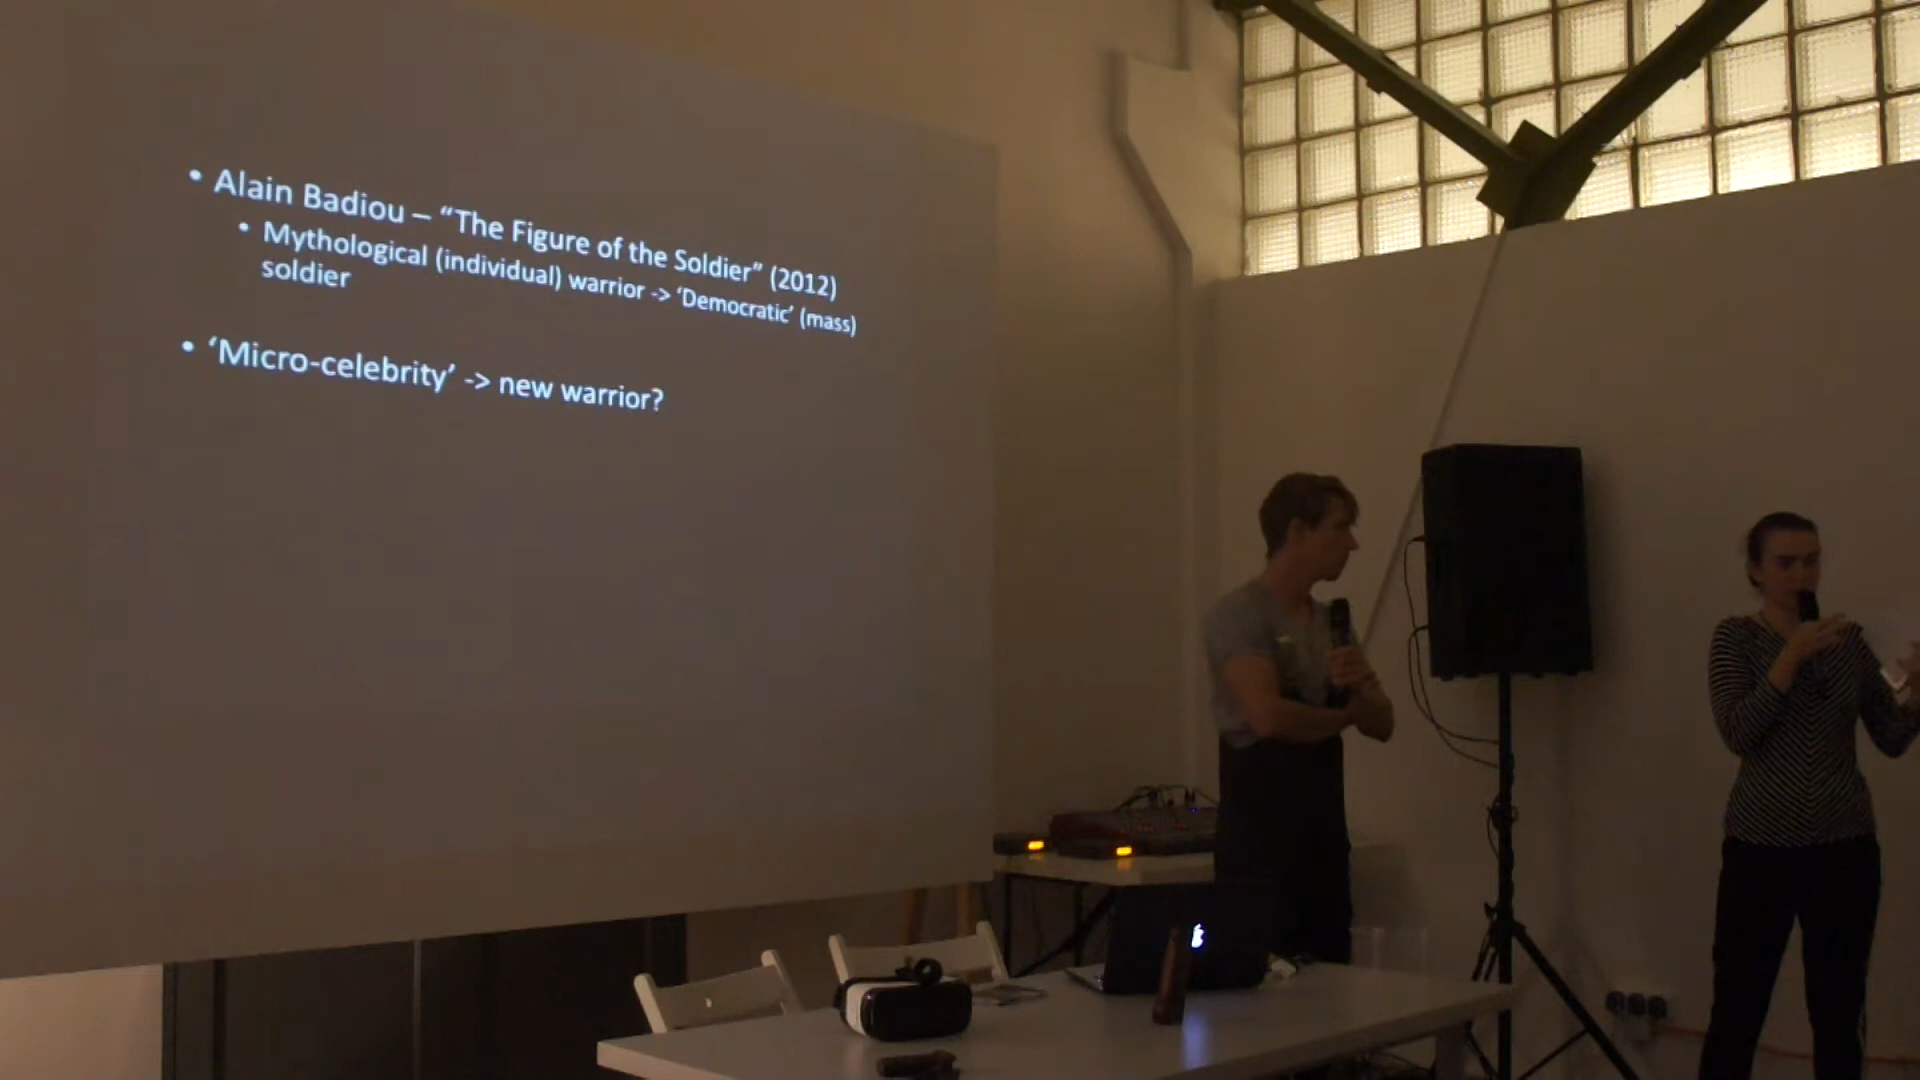 • Alain Badiou – “The Figure of the Soldier” (2012)
• Mythological (individual) warrior -> ‘Democratic’ (mass)
soldier
• ‘Micro-celebrity’ -> new warrior?